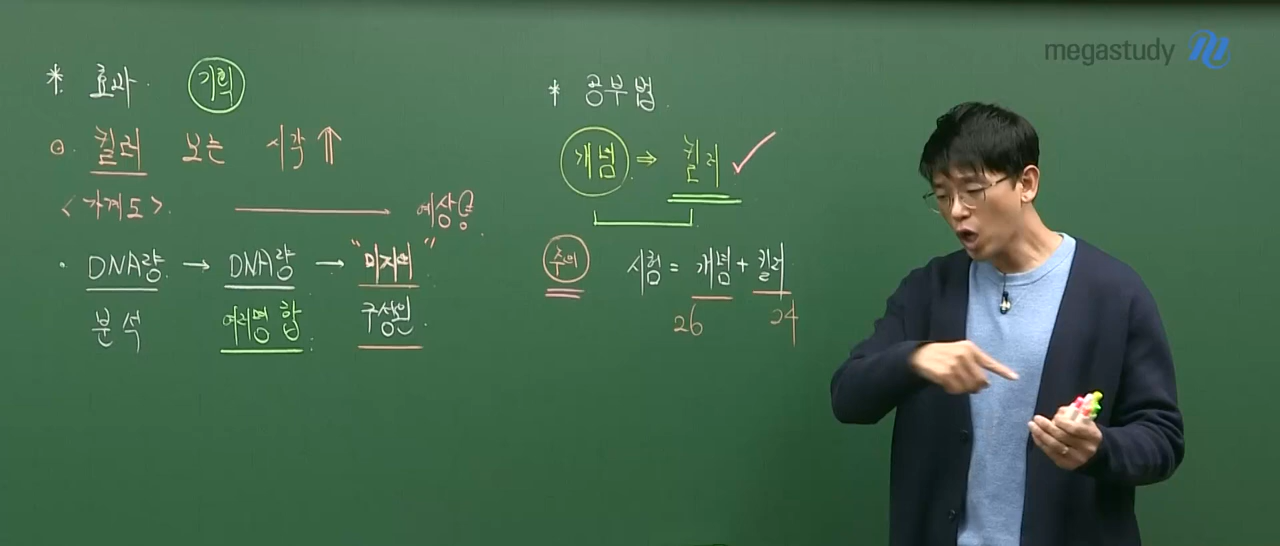 megastudy
* 효과. 기획
⊙. 킬러 보는 시각 ⇑
<가계도>. ⟶ 예상문.
· DNA량 → DNA량 → "미지의"
분석 여러명 합. 구성원.
* 공부법.
개념 ⇒ 킬러 ✓
주의 시험 = 개념 + 킬러
26 24